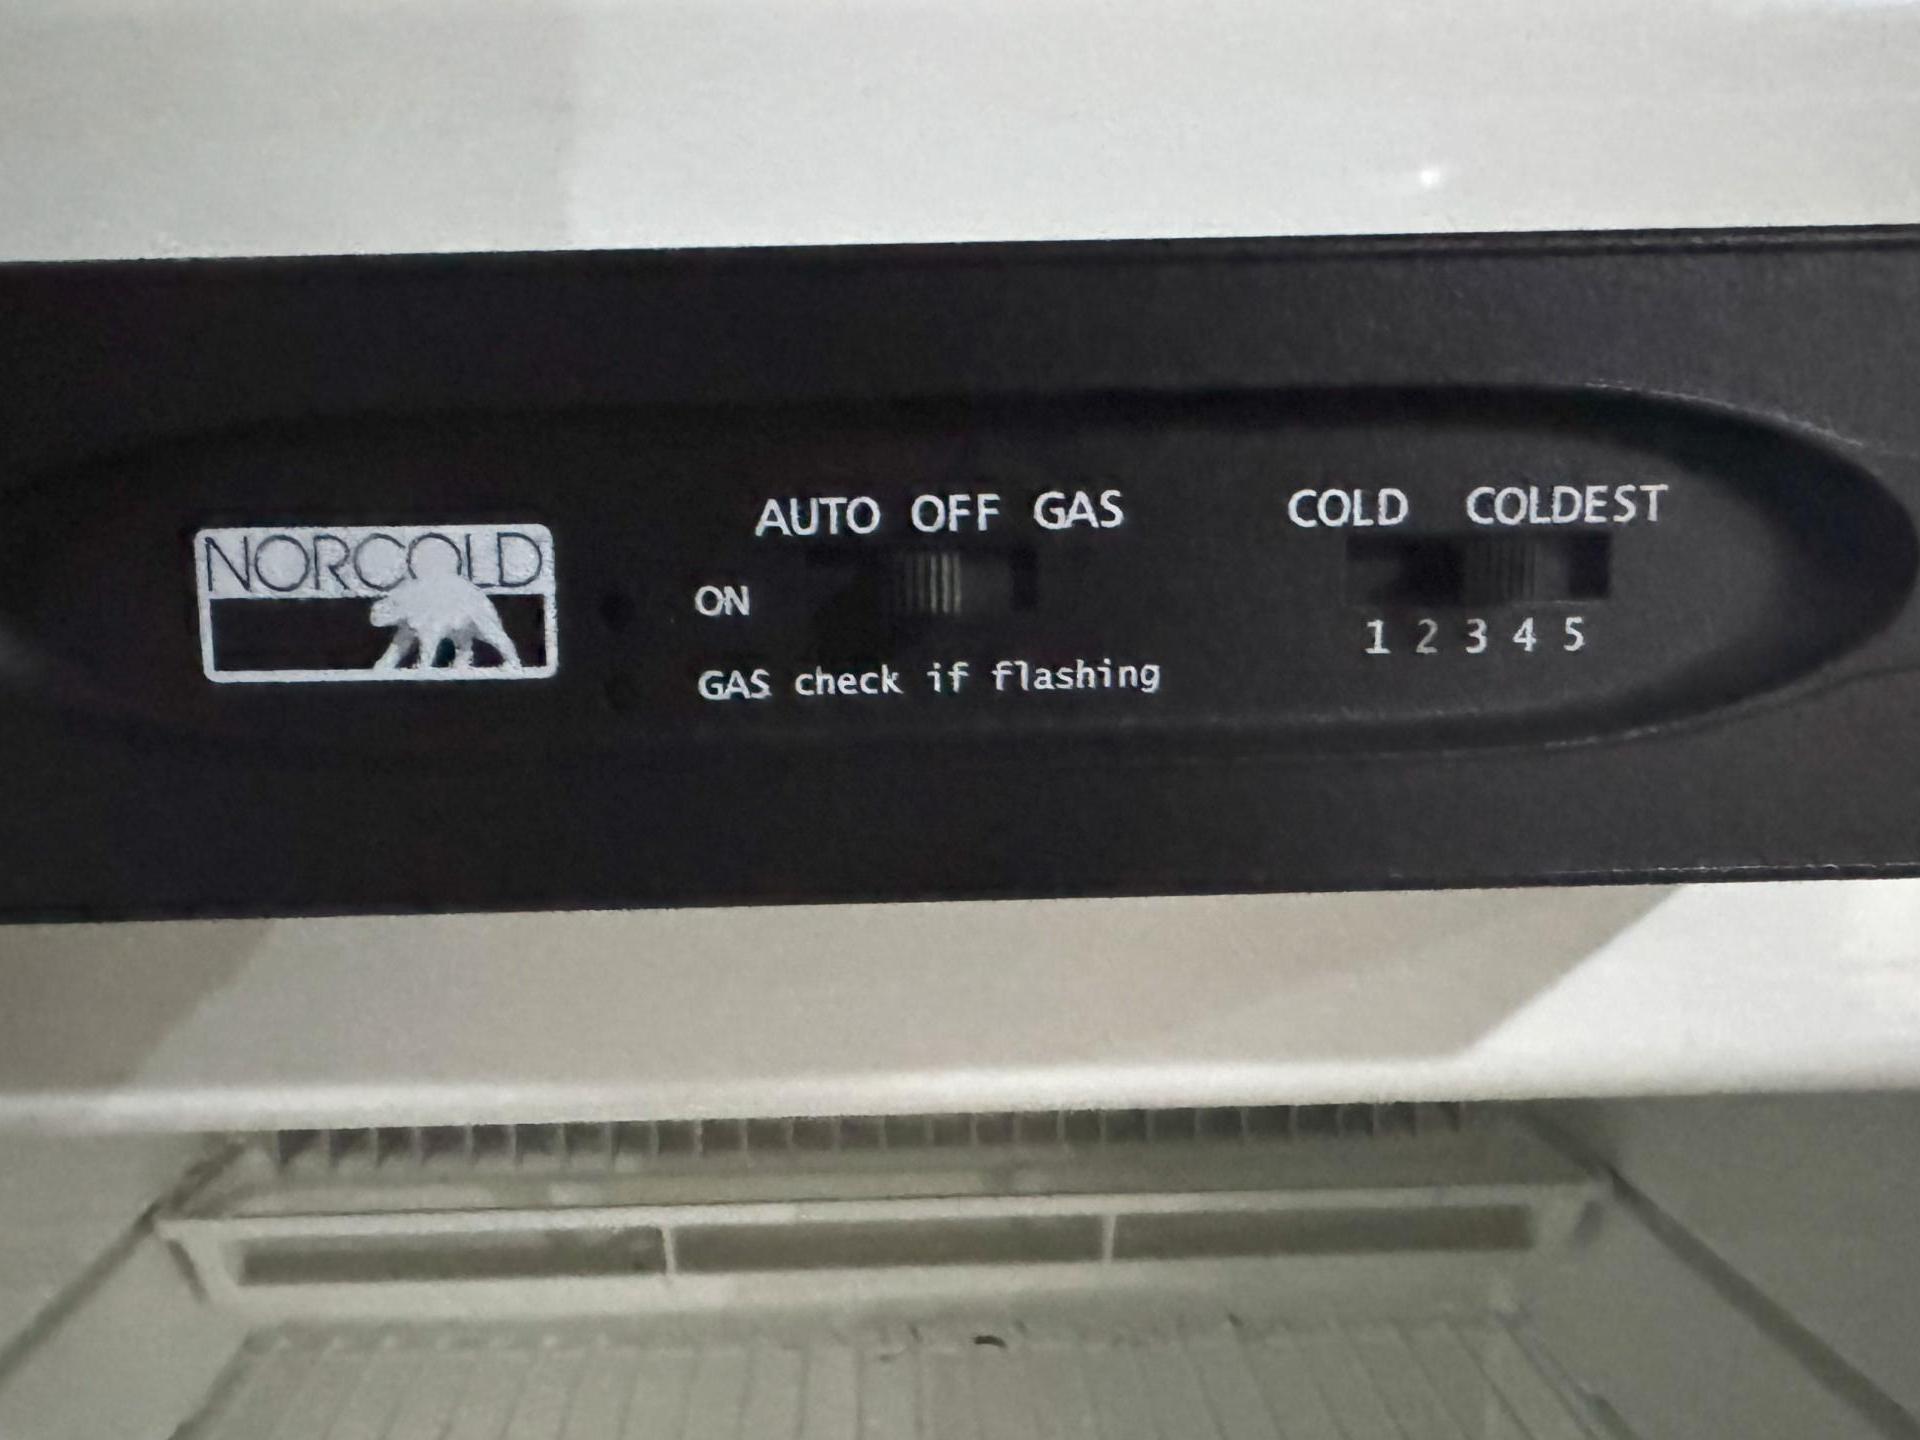 NORCOLD
AUTO OFF GAS
ON
GAS check if flashing
COLD COLDEST
1 2 3 4 5